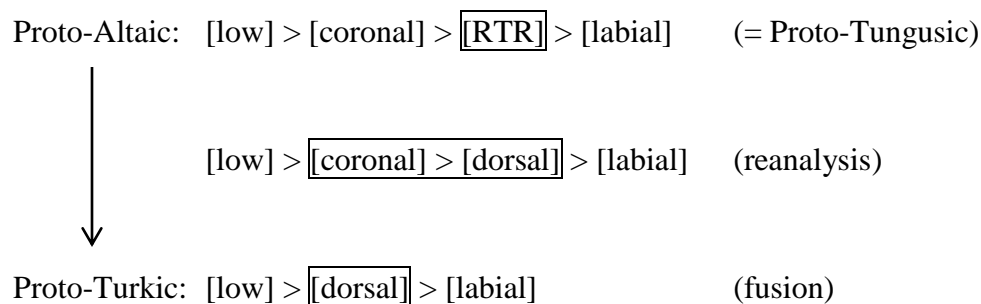 Proto-Altaic: [low] > [coronal] > [RTR] > [labial] (= Proto-Tungusic)
[low] > [coronal] > [dorsal] > [labial] (reanalysis)
Proto-Turkic: [low] > [dorsal] > [labial] (fusion)